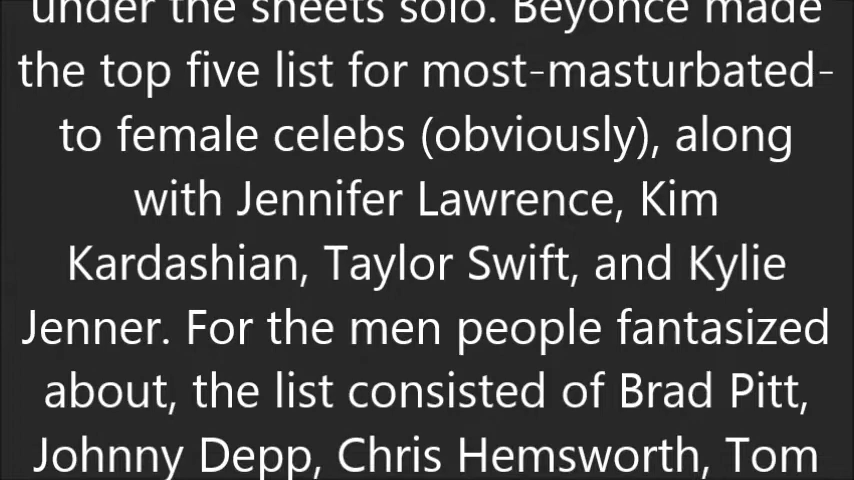 under the sheets solo. Beyoncé made
the top five list for most-masturbated-
to female celebs (obviously), along
with Jennifer Lawrence, Kim
Kardashian, Taylor Swift, and Kylie
Jenner. For the men people fantasized
about, the list consisted of Brad Pitt,
Johnny Depp, Chris Hemsworth, Tom